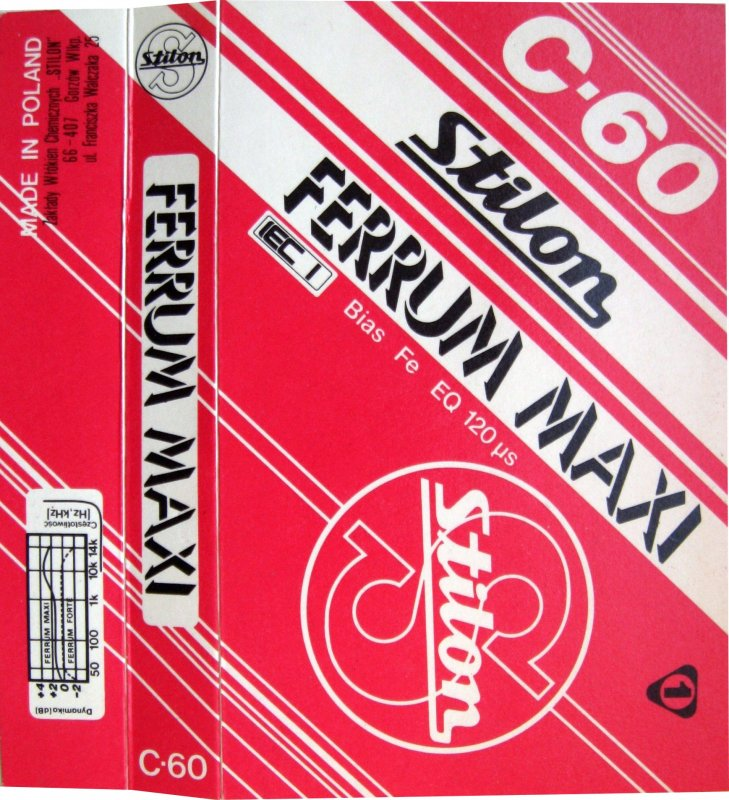 MADE IN POLAND
Zakłady Włókien Chemicznych „STILON"
66-407 Gorzów Wlkp.
ul. Franciszka Walczaka 25
Częstotliwość
[Hz,kHz]
50 100 1k 10k 14k
FERRUM MAXI
FERRUM FORTE
+4
+2
0
-2
Dynamika[dB]
Stilon
FERRUM MAXI
C·60
C·60
Stilon
FERRUM MAXI
IEC I
Bias Fe EQ 120 µs
Stilon
1